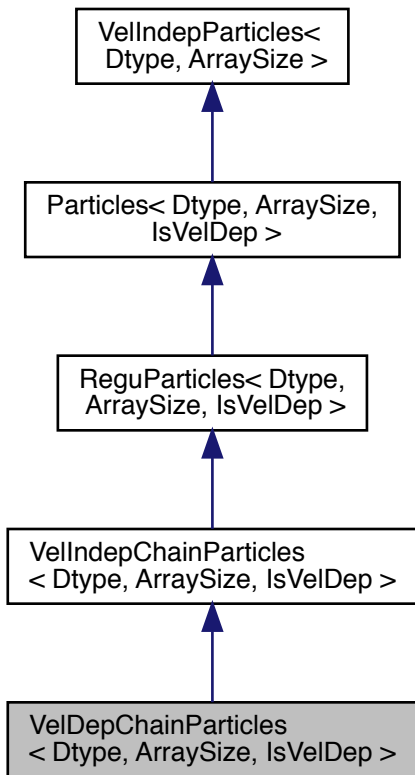 VelIndepParticles<
Dtype, ArraySize >
Particles< Dtype, ArraySize,
IsVelDep >
ReguParticles< Dtype,
ArraySize, IsVelDep >
VelIndepChainParticles
< Dtype, ArraySize, IsVelDep >
VelDepChainParticles
< Dtype, ArraySize, IsVelDep >